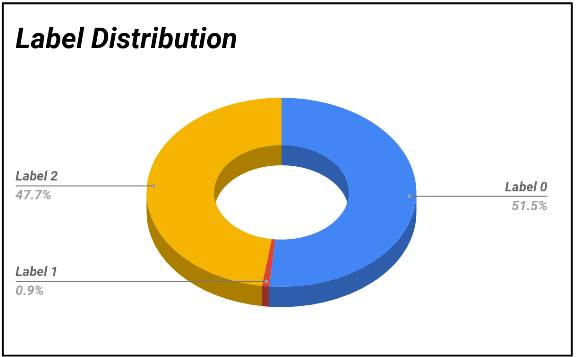 Label Distribution
Label 2
47.7%
Label 0
51.5%
Label 1
0.9%